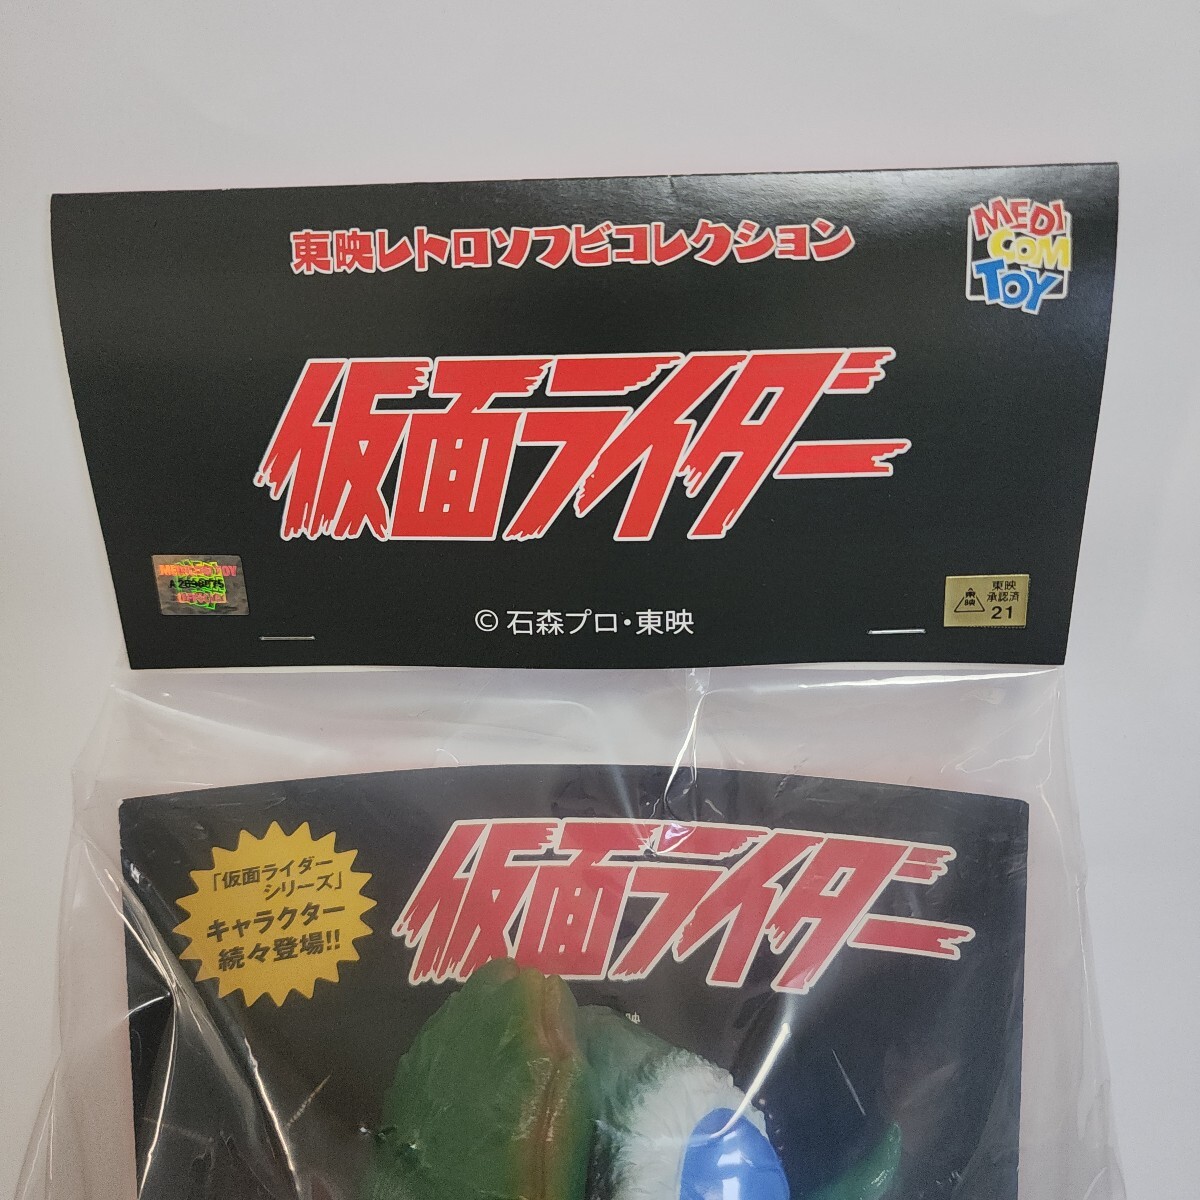 東映レトロソフビコレクション
MEDI
COM
TOY
仮面ライダー
東映
承認済
21
東
映
© 石森プロ・東映
「仮面ライダー
シリーズ」
キャラクター
続々登場!!
仮面ライダー